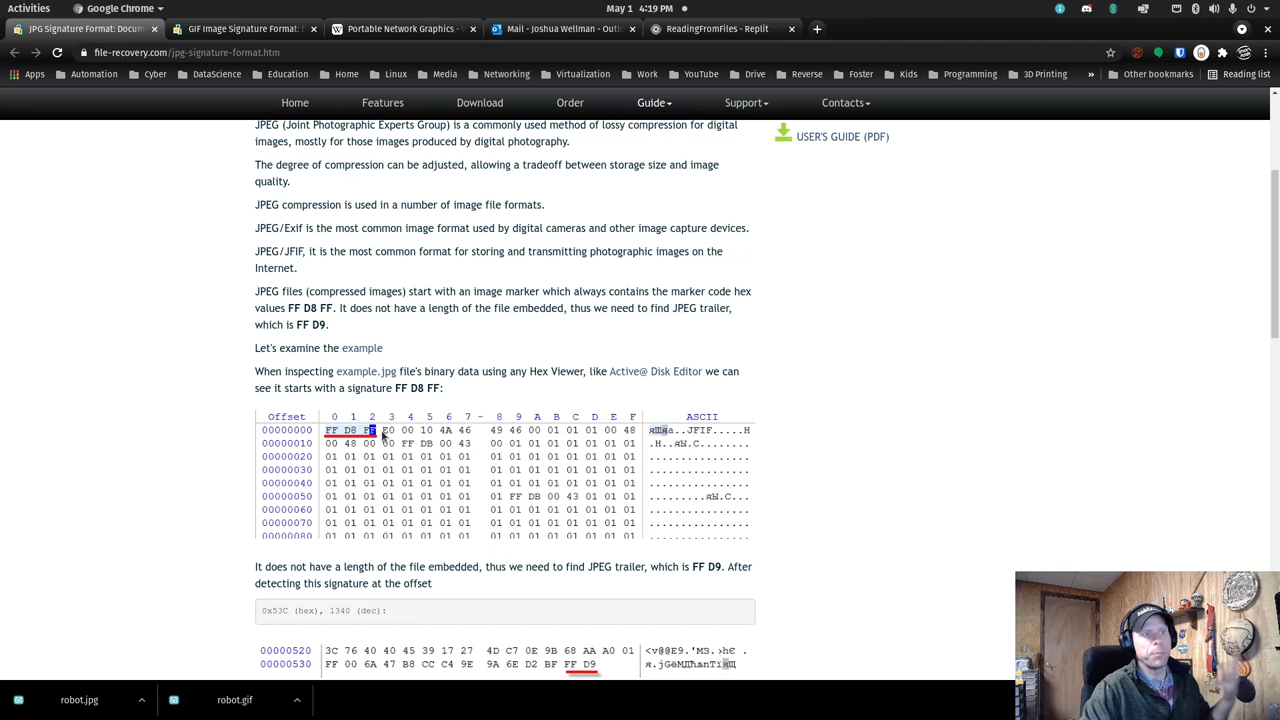 Activities Google Chrome May 1 4:19 PM
JPG Signature Format: Docum GIF Image Signature Format: Portable Network Graphics - Mail - Joshua Wellman - Outlo ReadingFromFiles - Replit
file-recovery.com/jpg-signature-format.htm
Apps Automation Cyber DataScience Education Home Linux Media Networking Virtualization Work YouTube Drive Reverse Foster Kids Programming 3D Printing » Other bookmarks Reading list
Home Features Download Order Guide Support Contacts
JPEG (Joint Photographic Experts Group) is a commonly used method of lossy compression for digital
images, mostly for those images produced by digital photography.
USER'S GUIDE (PDF)
The degree of compression can be adjusted, allowing a tradeoff between storage size and image
quality.
JPEG compression is used in a number of image file formats.
JPEG/Exif is the most common image format used by digital cameras and other image capture devices.
JPEG/JFIF, it is the most common format for storing and transmitting photographic images on the
Internet.
JPEG files (compressed images) start with an image marker which always contains the marker code hex
values FF D8 FF. It does not have a length of the file embedded, thus we need to find JPEG trailer,
which is FF D9.
Let's examine the example
When inspecting example.jpg file's binary data using any Hex Viewer, like Active@ Disk Editor we can
see it starts with a signature FF D8 FF:
Offset 0 1 2 3 4 5 6 7 - 8 9 A B C D E F ASCII
00000000 FF D8 FF E0 00 10 4A 46 49 46 00 01 01 01 00 48 яШяа..JFIF.....H
00000010 00 48 00 00 FF DB 00 43 00 01 01 01 01 01 01 01 .H..яЫ.C........
00000020 01 01 01 01 01 01 01 01 01 01 01 01 01 01 01 01 ................
00000030 01 01 01 01 01 01 01 01 01 01 01 01 01 01 01 01 ................
00000040 01 01 01 01 01 01 01 01 01 01 01 01 01 01 01 01 ................
00000050 01 01 01 01 01 01 01 01 01 FF DB 00 43 01 01 01 .........яЫ.C...
00000060 01 01 01 01 01 01 01 01 01 01 01 01 01 01 01 01 ................
00000070 01 01 01 01 01 01 01 01 01 01 01 01 01 01 01 01 ................
00000080 01 01 01 01 01 01 01 01 01 01 01 01 01 01 01 01 ................
It does not have a length of the file embedded, thus we need to find JPEG trailer, which is FF D9. After
detecting this signature at the offset
0x53C (hex), 1340 (dec):
00000520 3C 76 40 40 45 39 17 27 4D C7 0E 9B 68 AA A0 01
00000530 FF 00 6A 47 B8 CC C4 9E 9A 6E D2 BF FF D9
robot.jpg robot.gif